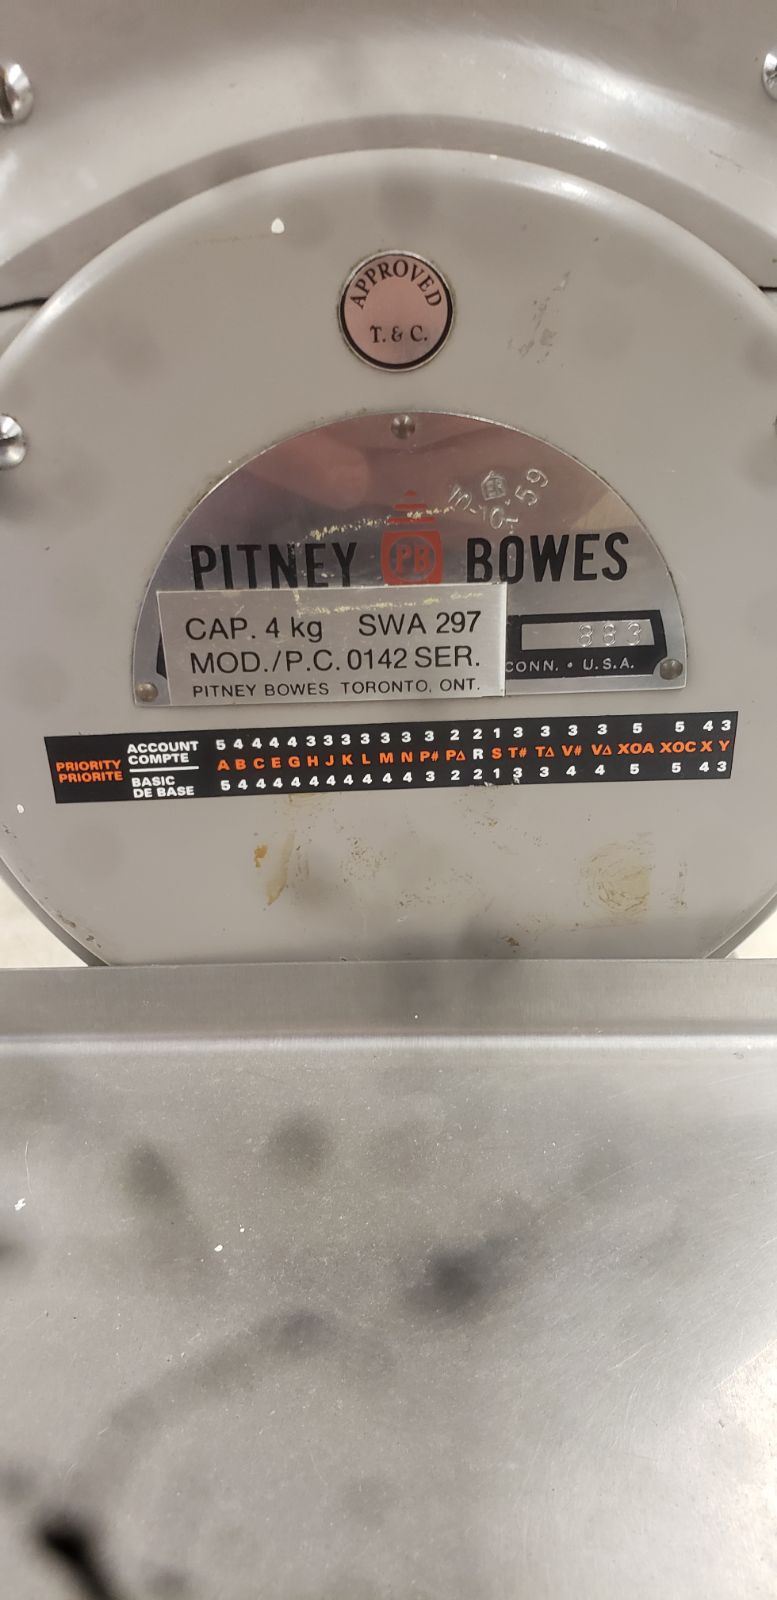 APPROVED
T. & C.
59
PITNEY PB BOWES
CAP. 4 kg SWA 297
883
MOD./P.C. 0142 SER.
CONN. • U.S.A.
PITNEY BOWES TORONTO, ONT.
ACCOUNT 5 4 4 4 4 3 3 3 3 3 3 3 2 2 1 3 3 3 3 5 5 4 3
COMPTE
PRIORITY A B C E G H J K L M N P# P∆ R S T# T∆ V# V∆ XOA XOC X Y
PRIORITE
BASIC 5 4 4 4 4 4 4 4 4 4 4 3 2 2 1 3 3 4 4 5 5 4 3
DE BASE